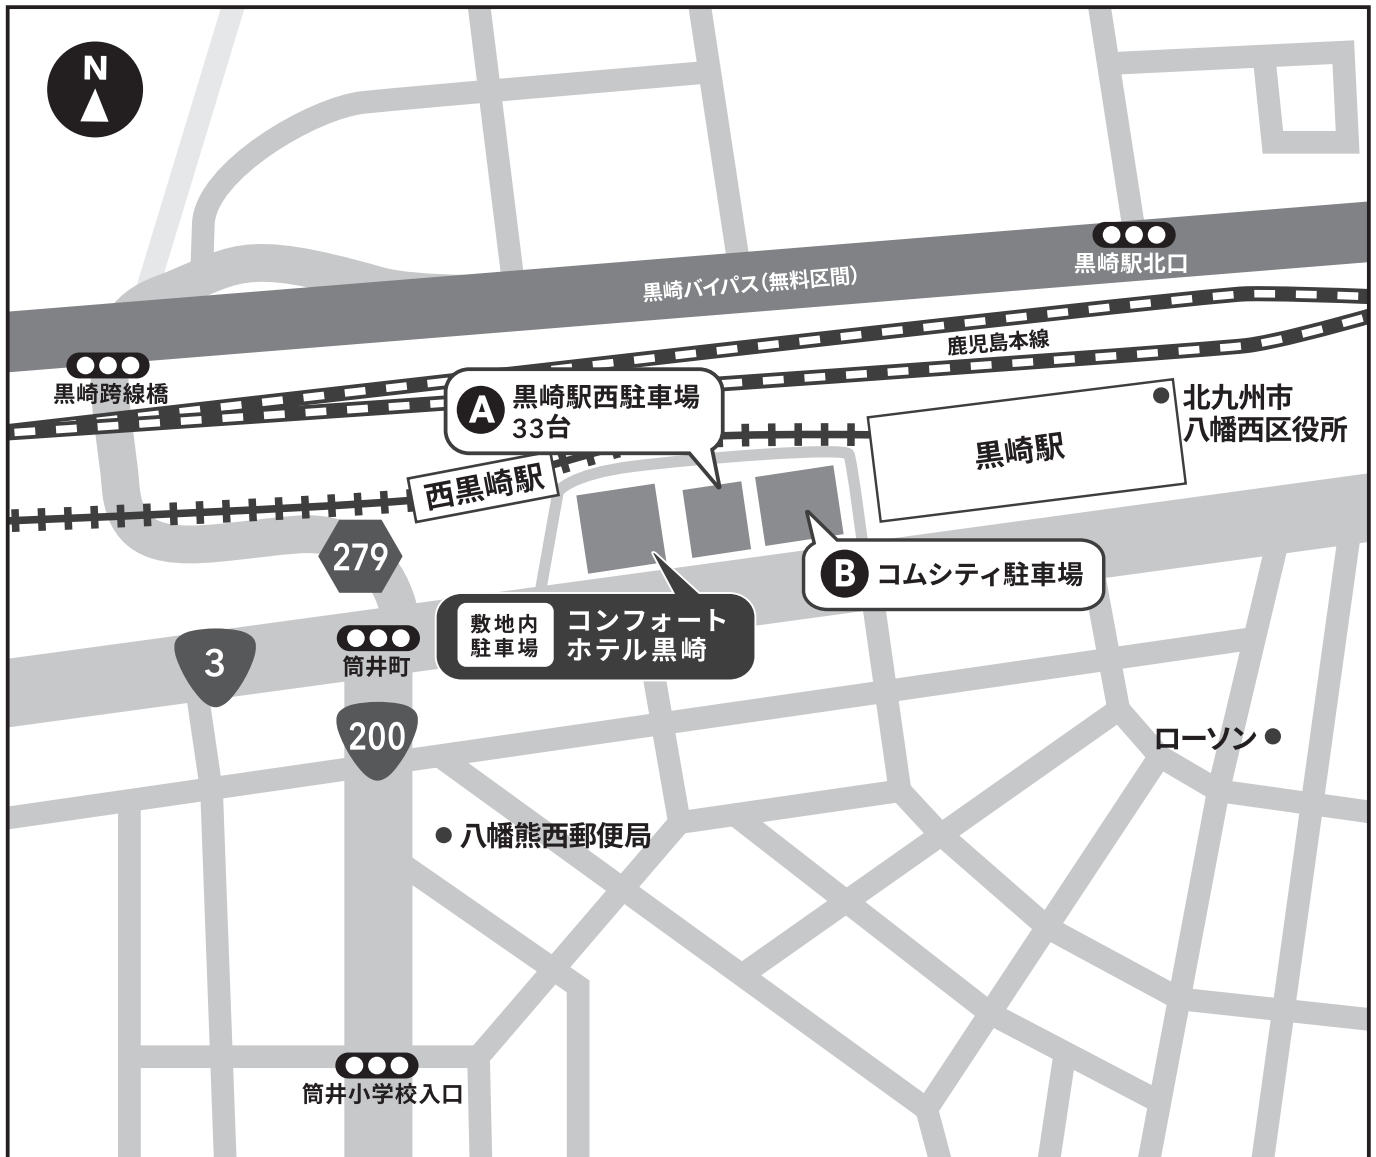 N
黒崎駅北口
黒崎バイパス(無料区間)
鹿児島本線
黒崎跨線橋
A
黒崎駅西駐車場
33台
北九州市
八幡西区役所
黒崎駅
西黒崎駅
279
B
コムシティ駐車場
敷地内
駐車場
コンフォート
ホテル黒崎
3
筒井町
200
ローソン
八幡熊西郵便局
筒井小学校入口